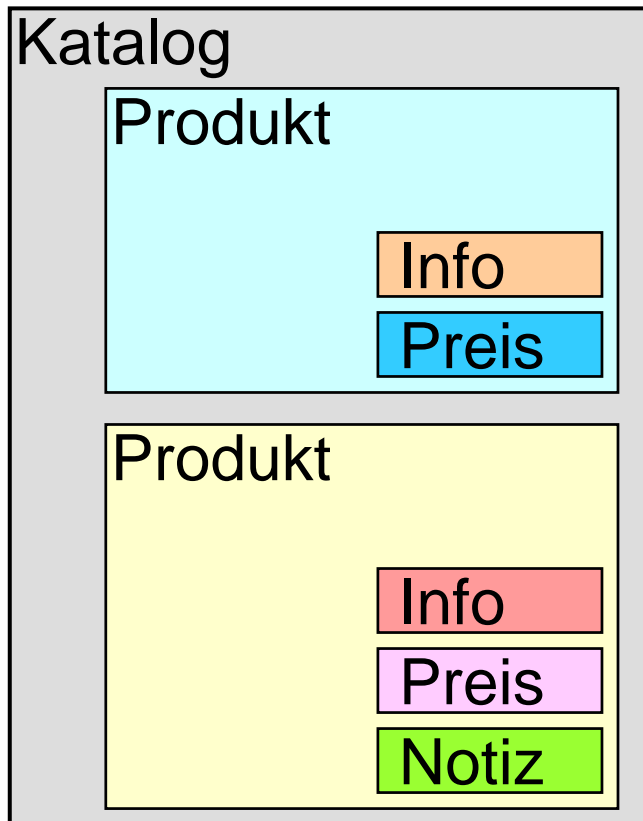 Katalog
Produkt
Info
Preis
Produkt
Info
Preis
Notiz